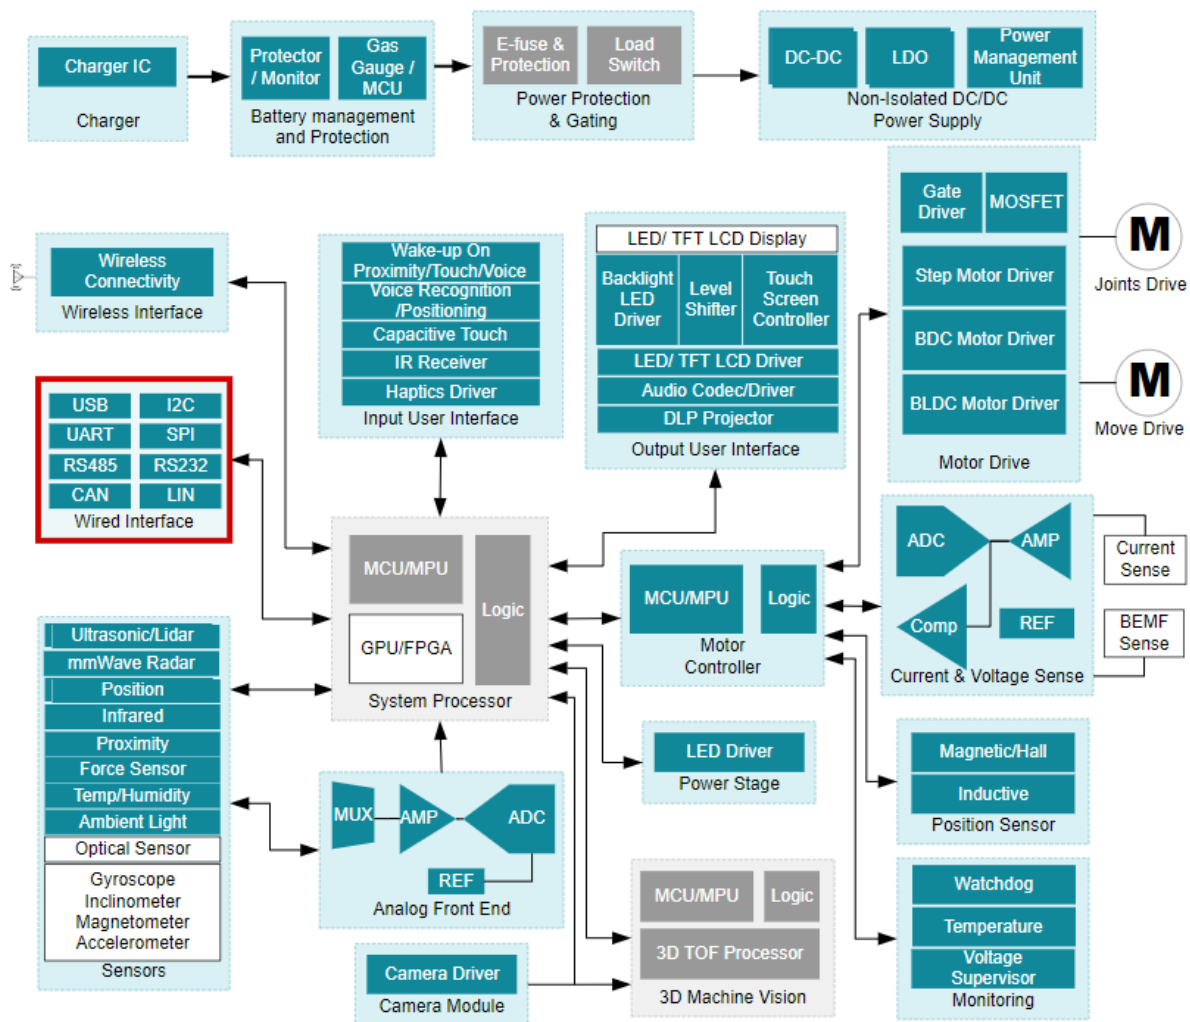 Charger IC
Charger
Protector
/ Monitor
Gas
Gauge /
MCU
Battery management
and Protection
E-fuse &
Protection
Load
Switch
Power Protection
& Gating
DC-DC
LDO
Power
Management
Unit
Non-Isolated DC/DC
Power Supply
Wireless
Connectivity
Wireless Interface
USB
I2C
UART
SPI
RS485
RS232
CAN
LIN
Wired Interface
Wake-up On
Proximity/Touch/Voice
Voice Recognition
/Positioning
Capacitive Touch
IR Receiver
Haptics Driver
Input User Interface
LED/ TFT LCD Display
Backlight
LED
Driver
Level
Shifter
Touch
Screen
Controller
LED/ TFT LCD Driver
Audio Codec/Driver
DLP Projector
Output User Interface
Gate
Driver
MOSFET
Step Motor Driver
BDC Motor Driver
BLDC Motor Driver
Motor Drive
M
Joints Drive
M
Move Drive
MCU/MPU
GPU/FPGA
Logic
System Processor
MCU/MPU
Logic
Motor
Controller
ADC
AMP
Comp
REF
Current & Voltage Sense
Current
Sense
BEMF
Sense
Ultrasonic/Lidar
mmWave Radar
Position
Infrared
Proximity
Force Sensor
Temp/Humidity
Ambient Light
Optical Sensor
Gyroscope
Inclinometer
Magnetometer
Accelerometer
Sensors
MUX
AMP
ADC
REF
Analog Front End
LED Driver
Power Stage
Magnetic/Hall
Inductive
Position Sensor
Camera Driver
Camera Module
MCU/MPU
Logic
3D TOF Processor
3D Machine Vision
Watchdog
Temperature
Voltage
Supervisor
Monitoring